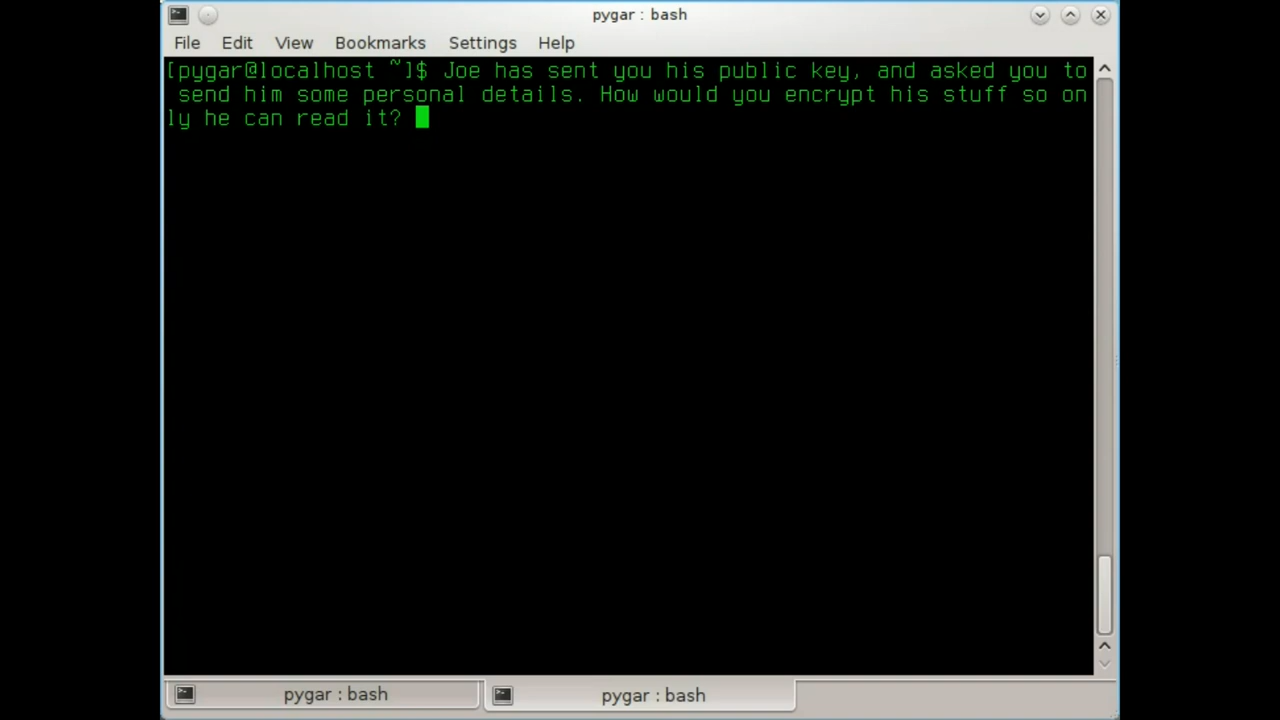 pygar : bash
File Edit View Bookmarks Settings Help
[pygar@localhost ~]$ Joe has sent you his public key, and asked you to
send him some personal details. How would you encrypt his stuff so on
ly he can read it?
pygar : bash pygar : bash